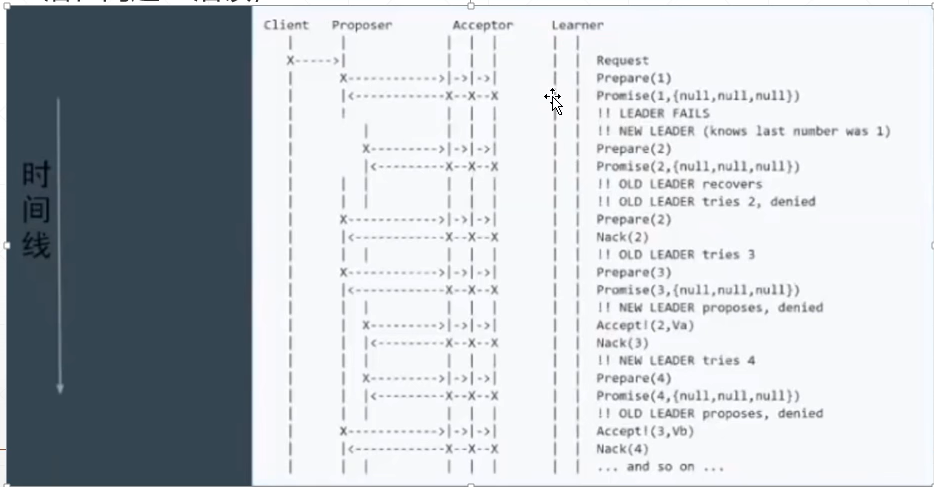 时间线
Client Proposer Acceptor Learner
| | | | | | |
X----->| | | | | | Request
| X------------>|->|->| | | Prepare(1)
| |<-----------X--X--X | | Promise(1,{null,null,null})
| | | | | | | !! LEADER FAILS
| | | | | | | !! NEW LEADER (knows last number was 1)
| X--------->|->|->| | | Prepare(2)
| |<--------X--X--X | | Promise(2,{null,null,null})
| | | | | | | | !! OLD LEADER recovers
| | | | | | | | !! OLD LEADER tries 2, denied
| X------------>|->|->| | | Prepare(2)
| |<-----------X--X--X | | Nack(2)
| | | | | | | | !! OLD LEADER tries 3
| X------------>|->|->| | | Prepare(3)
| |<-----------X--X--X | | Promise(3,{null,null,null})
| | | | | | | | !! NEW LEADER proposes, denied
| | X--------->|->|->| | | Accept!(2,Va)
| | |<--------X--X--X | | Nack(3)
| | | | | | | | !! NEW LEADER tries 4
| | X--------->|->|->| | | Prepare(4)
| | |<--------X--X--X | | Promise(4,{null,null,null})
| | | | | | | | !! OLD LEADER proposes, denied
| X------------>|->|->| | | Accept!(3,Vb)
| |<-----------X--X--X | | Nack(4)
| | | | | | | | ... and so on ...